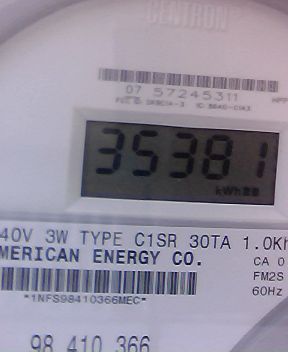 CENTRON
07 57245311
35381
kWh
40V 3W TYPE C1SR 30TA 1.0Kh
MERICAN ENERGY CO.
CA 0
FM2S
60Hz
*1NFS98410366MEC*
98 410 366